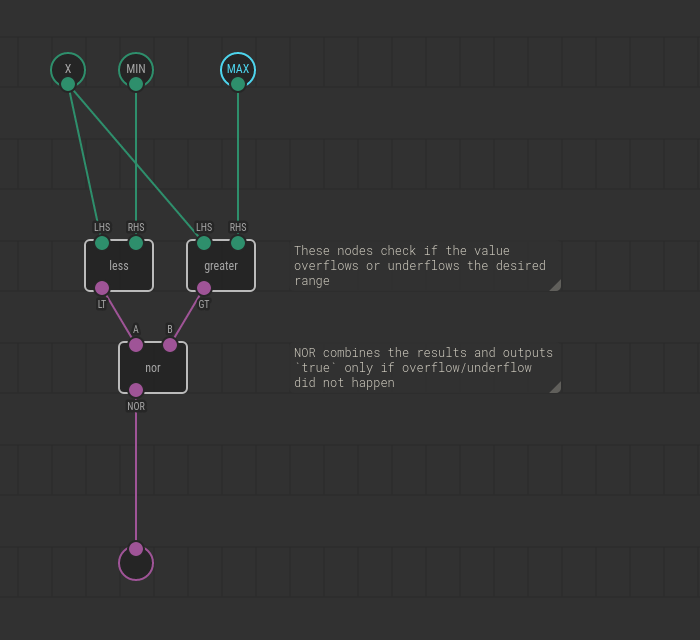 X MIN MAX
LHS RHS LHS RHS
less greater
LT GT
These nodes check if the value
overflows or underflows the desired
range
A B
nor
NOR
NOR combines the results and outputs
`true` only if overflow/underflow
did not happen